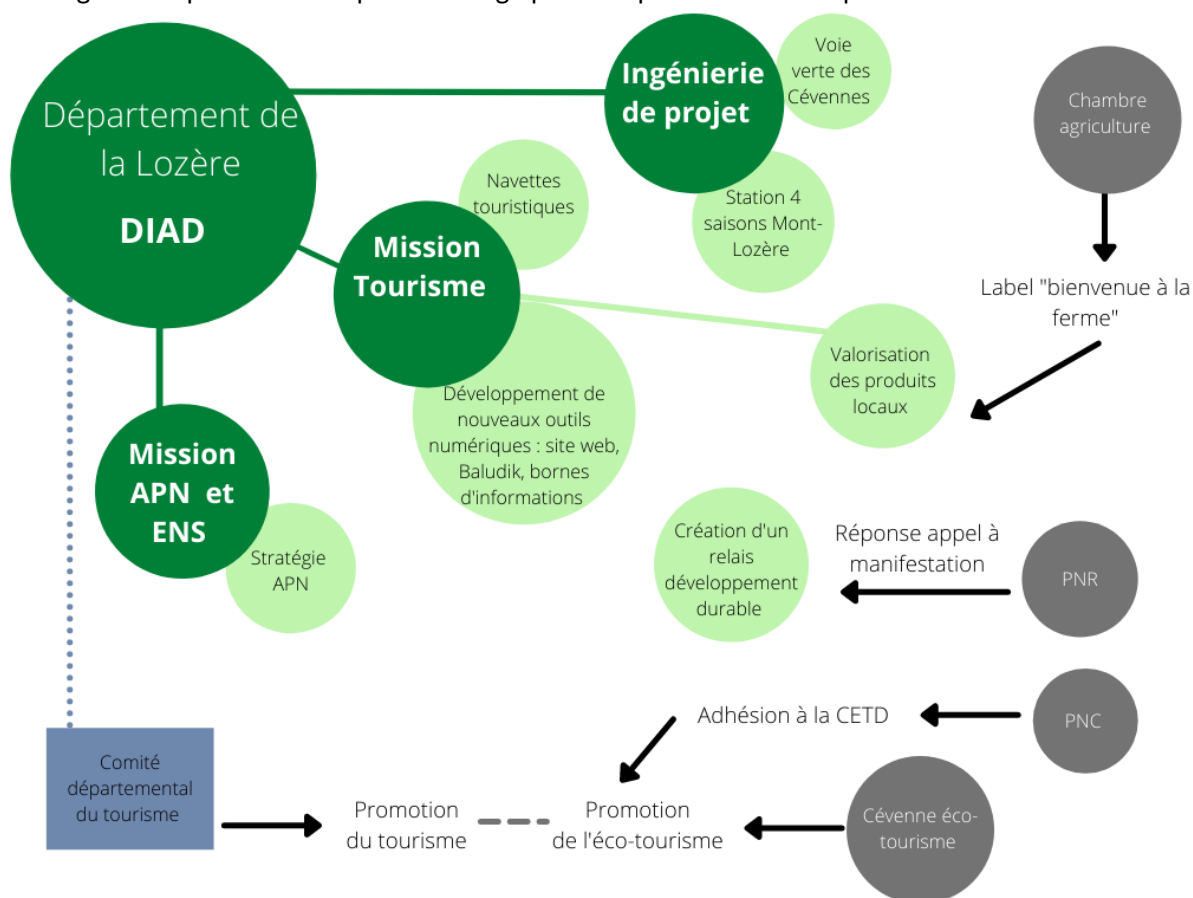 Département de
la Lozère
DIAD
Ingénierie
de projet
Voie
verte des
Cévennes
Station 4
saisons Mont-
Lozère
Chambre
agriculture
Navettes
touristiques
Mission
Tourisme
Label "bienvenue à la
ferme"
Valorisation
des produits
locaux
Développement de
nouveaux outils
numériques : site web,
Baludik, bornes
d'informations
Mission
APN et
ENS
Stratégie
APN
Création d'un
relais
développement
durable
Réponse appel à
manifestation
PNR
Adhésion à la CETD
PNC
Comité
départemental
du tourisme
Promotion
du tourisme
Promotion
de l'éco-tourisme
Cévenne éco-
tourisme